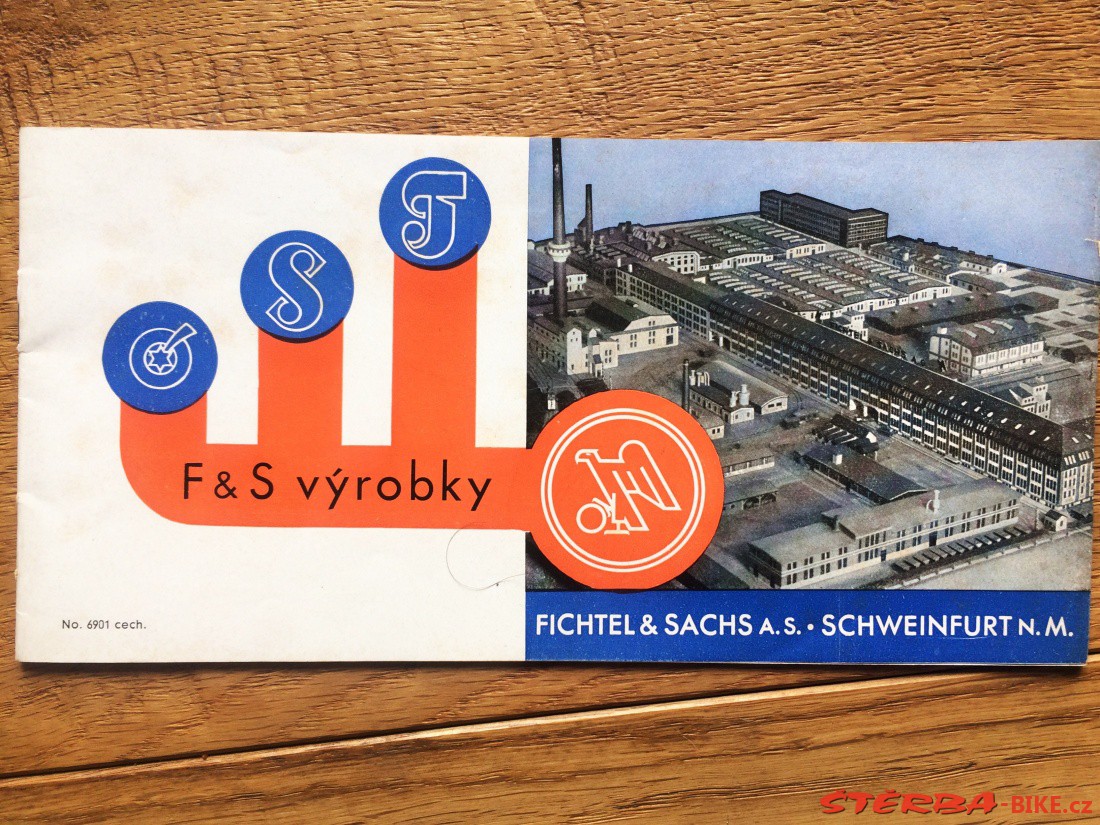 F & S výrobky
No. 6901 cech.
FICHTEL & SACHS A. S. • SCHWEINFURT N. M.
ŠTĚRBA-BIKE.cz